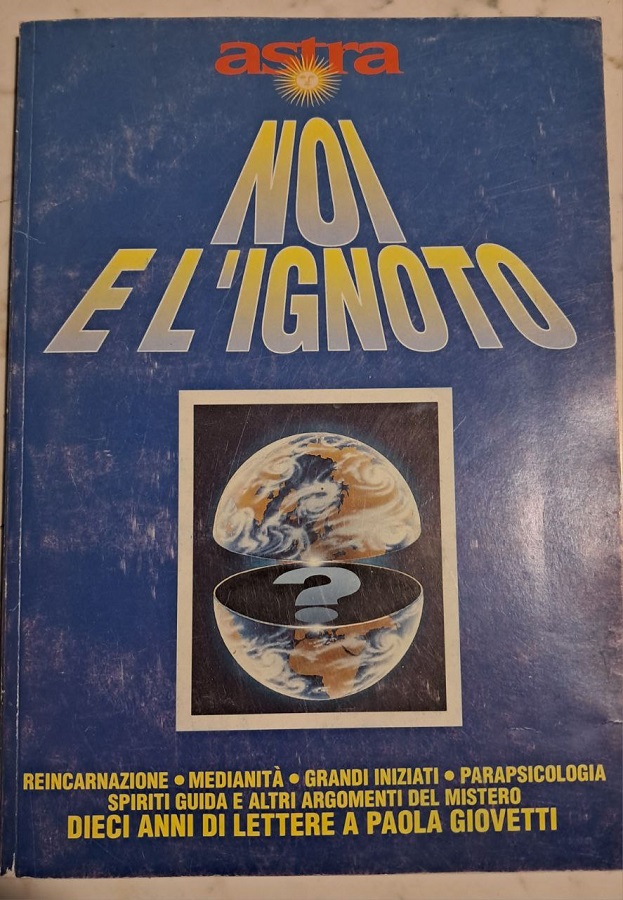 astra
NOI
E L'IGNOTO
?
REINCARNAZIONE • MEDIANITÀ • GRANDI INIZIATI • PARAPSICOLOGIA
SPIRITI GUIDA E ALTRI ARGOMENTI DEL MISTERO
DIECI ANNI DI LETTERE A PAOLA GIOVETTI